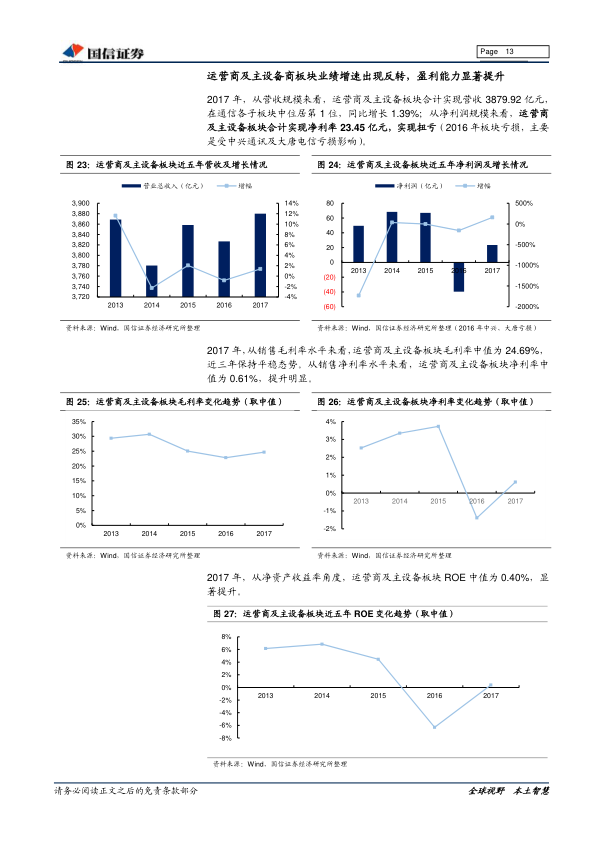 国信证券
Page 13
运营商及主设备商板块业绩增速出现反转，盈利能力显著提升
2017 年，从营收规模来看，运营商及主设备板块合计实现营收 3879.92 亿元，
在通信各子板块中位居第 1 位，同比增长 1.39%；从净利润规模来看，运营商
及主设备板块合计实现净利率 23.45 亿元，实现扭亏（2016 年板块亏损，主要
是受中兴通讯及大唐电信亏损影响）。
图 23：运营商及主设备板块近五年营收及增长情况
营业总收入（亿元） 增幅
3,900
3,880
3,860
3,840
3,820
3,800
3,780
3,760
3,740
3,720
14%
12%
10%
8%
6%
4%
2%
0%
-2%
-4%
2013 2014 2015 2016 2017
资料来源：Wind、国信证券经济研究所整理
图 24：运营商及主设备板块近五年净利润及增长情况
净利润（亿元） 增幅
80
60
40
20
0
(20)
(40)
(60)
500%
0%
-500%
-1000%
-1500%
-2000%
2013 2014 2015 2016 2017
资料来源：Wind、国信证券经济研究所整理（2016 年中兴、大唐亏损）
2017 年，从销售毛利率水平来看，运营商及主设备板块毛利率中值为 24.69%，
近三年保持平稳态势。从销售净利率水平来看，运营商及主设备板块净利率中
值为 0.61%，提升明显。
图 25：运营商及主设备板块毛利率变化趋势（取中值）
35%
30%
25%
20%
15%
10%
5%
0%
2013 2014 2015 2016 2017
资料来源：Wind、国信证券经济研究所整理
图 26：运营商及主设备板块净利率变化趋势（取中值）
4%
3%
2%
1%
0%
-1%
-2%
2013 2014 2015 2016 2017
资料来源：Wind、国信证券经济研究所整理
2017 年，从净资产收益率角度，运营商及主设备板块 ROE 中值为 0.40%，显
著提升。
图 27：运营商及主设备板块近五年 ROE 变化趋势（取中值）
8%
6%
4%
2%
0%
-2%
-4%
-6%
-8%
2013 2014 2015 2016 2017
资料来源：Wind、国信证券经济研究所整理
请务必阅读正文之后的免责条款部分
全球视野 本土智慧